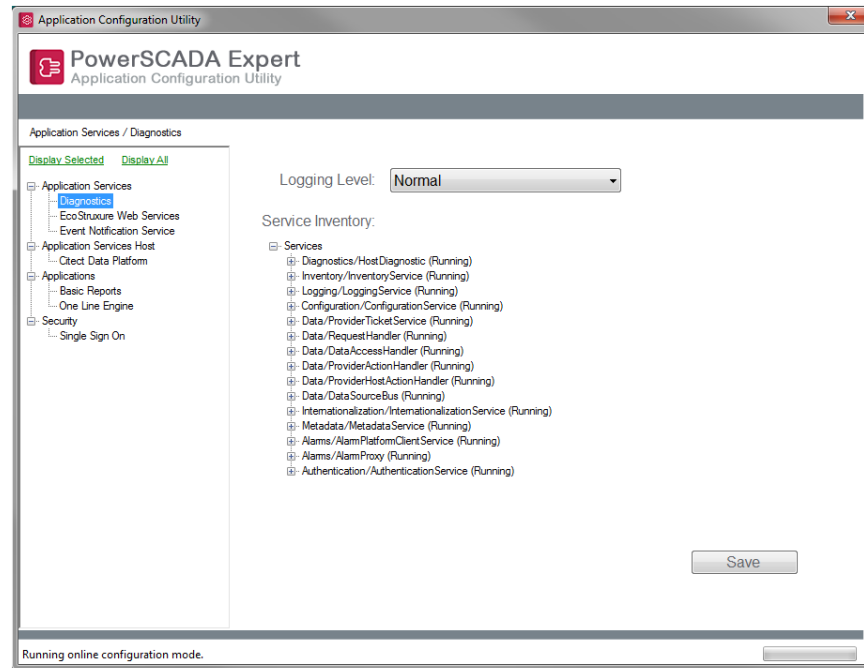 Application Configuration Utility
PowerSCADA Expert
Application Configuration Utility
Application Services / Diagnostics
Display Selected Display All
Application Services
Diagnostics
EcoStruxure Web Services
Event Notification Service
Application Services Host
Citect Data Platform
Applications
Basic Reports
One Line Engine
Security
Single Sign On
Logging Level: Normal
Service Inventory:
Services
Diagnostics/HostDiagnostic (Running)
Inventory/InventoryService (Running)
Logging/LoggingService (Running)
Configuration/ConfigurationService (Running)
Data/ProviderTicketService (Running)
Data/RequestHandler (Running)
Data/DataAccessHandler (Running)
Data/ProviderActionHandler (Running)
Data/ProviderHostActionHandler (Running)
Data/DataSourceBus (Running)
Internationalization/InternationalizationService (Running)
Metadata/MetadataService (Running)
Alarms/AlarmPlatformClientService (Running)
Alarms/AlarmProxy (Running)
Authentication/AuthenticationService (Running)
Save
Running online configuration mode.